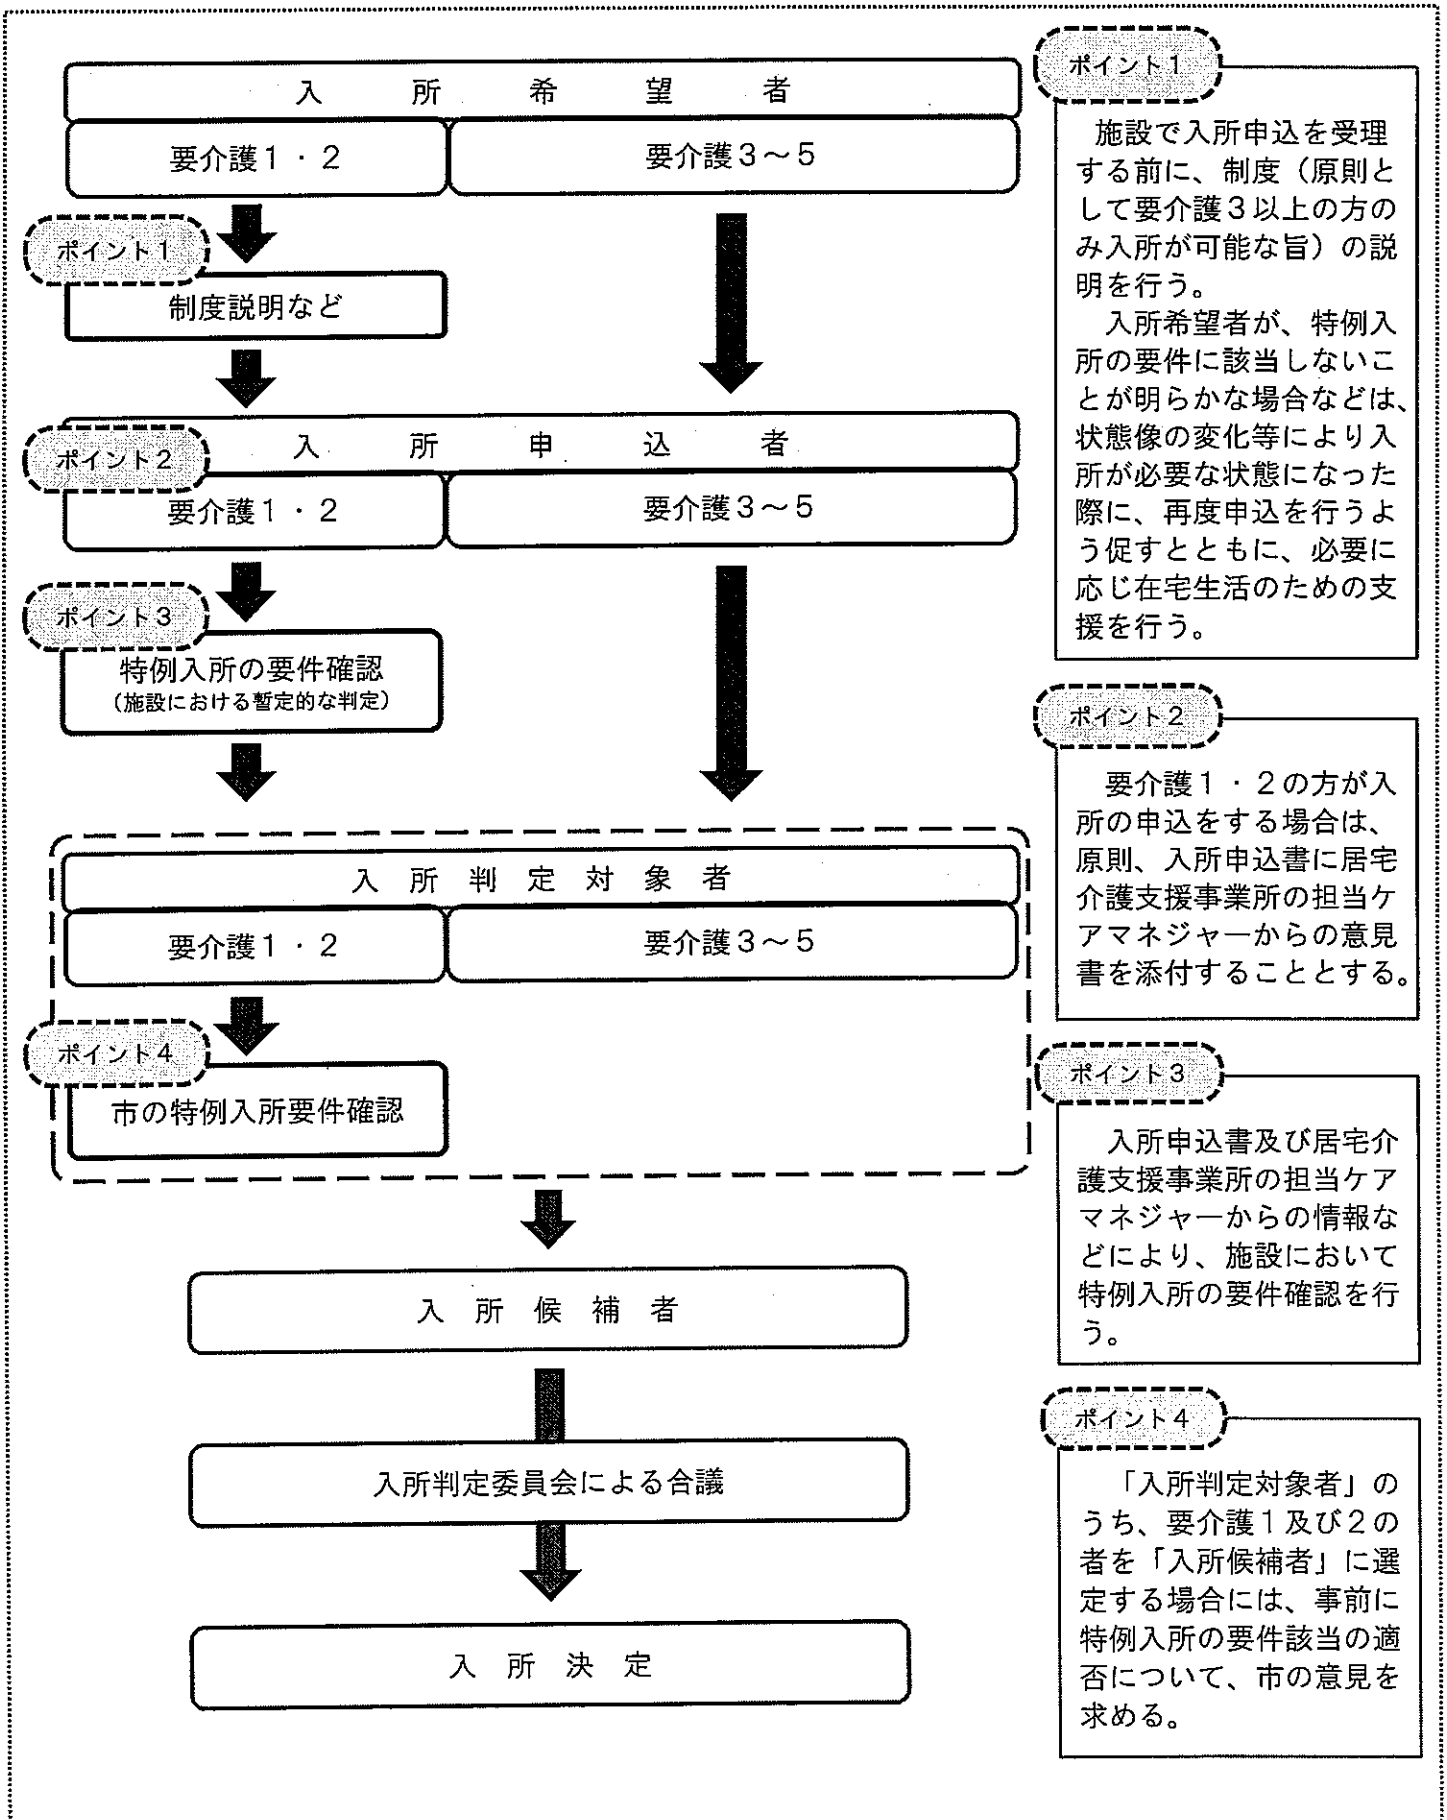 入所希望者
要介護１・２
要介護３～５
ポイント１
制度説明など
入所申込者
ポイント２
要介護１・２
要介護３～５
ポイント３
特例入所の要件確認
（施設における暫定的な判定）
入所判定対象者
要介護１・２
要介護３～５
ポイント４
市の特例入所要件確認
入所候補者
入所判定委員会による合議
入所決定
ポイント１
施設で入所申込を受理
する前に、制度（原則と
して要介護３以上の方の
み入所が可能な旨）の説
明を行う。
入所希望者が、特例入
所の要件に該当しないこ
とが明らかな場合などは、
状態像の変化等により入
所が必要な状態になった
際に、再度申込を行うよ
う促すとともに、必要に
応じ在宅生活のための支
援を行う。
ポイント２
要介護１・２の方が入
所の申込をする場合は、
原則、入所申込書に居宅
介護支援事業所の担当ケ
アマネジャーからの意見
書を添付することとする。
ポイント３
入所申込書及び居宅介
護支援事業所の担当ケア
マネジャーからの情報な
どにより、施設において
特例入所の要件確認を行
う。
ポイント４
「入所判定対象者」の
うち、要介護１及び２の
者を「入所候補者」に選
定する場合には、事前に
特例入所の要件該当の適
否について、市の意見を
求める。